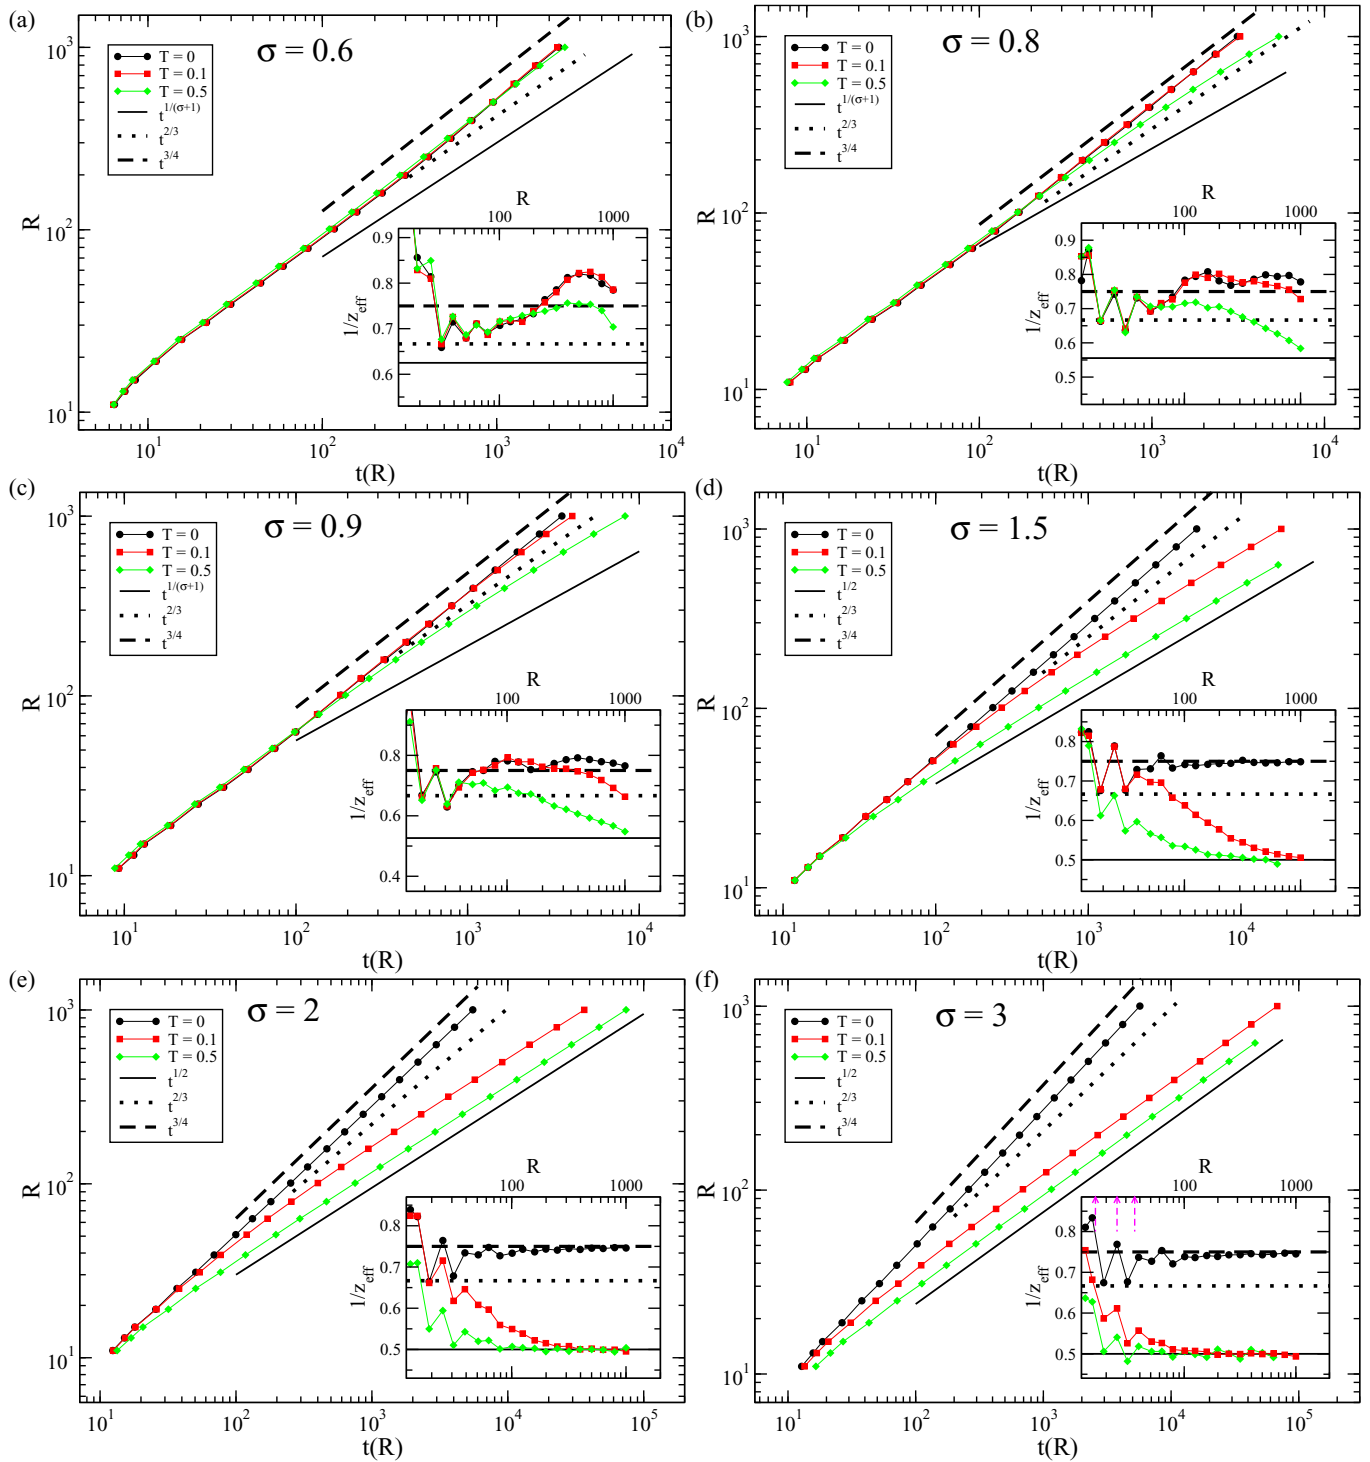 (a)
σ = 0.6
T = 0
T = 0.1
T = 0.5
t^{1/(σ+1)}
t^{2/3}
t^{3/4}
R
10^3
10^2
10^1
10^1 10^2 10^3 10^4
t(R)
R
100 1000
1/z_{eff}
0.9
0.8
0.7
0.6
(b)
σ = 0.8
T = 0
T = 0.1
T = 0.5
t^{1/(σ+1)}
t^{2/3}
t^{3/4}
R
10^3
10^2
10^1
10^1 10^2 10^3 10^4
t(R)
R
100 1000
1/z_{eff}
0.9
0.8
0.7
0.6
0.5
(c)
σ = 0.9
T = 0
T = 0.1
T = 0.5
t^{1/(σ+1)}
t^{2/3}
t^{3/4}
R
10^3
10^2
10^1
10^1 10^2 10^3 10^4
t(R)
R
100 1000
1/z_{eff}
0.8
0.6
0.4
(d)
σ = 1.5
T = 0
T = 0.1
T = 0.5
t^{1/2}
t^{2/3}
t^{3/4}
R
10^3
10^2
10^1
10^1 10^2 10^3 10^4
t(R)
R
100 1000
1/z_{eff}
0.8
0.7
0.6
0.5
(e)
σ = 2
T = 0
T = 0.1
T = 0.5
t^{1/2}
t^{2/3}
t^{3/4}
R
10^3
10^2
10^1
10^1 10^2 10^3 10^4 10^5
t(R)
R
100 1000
1/z_{eff}
0.8
0.7
0.6
0.5
(f)
σ = 3
T = 0
T = 0.1
T = 0.5
t^{1/2}
t^{2/3}
t^{3/4}
R
10^3
10^2
10^1
10^1 10^2 10^3 10^4 10^5
t(R)
R
100 1000
1/z_{eff}
0.8
0.7
0.6
0.5